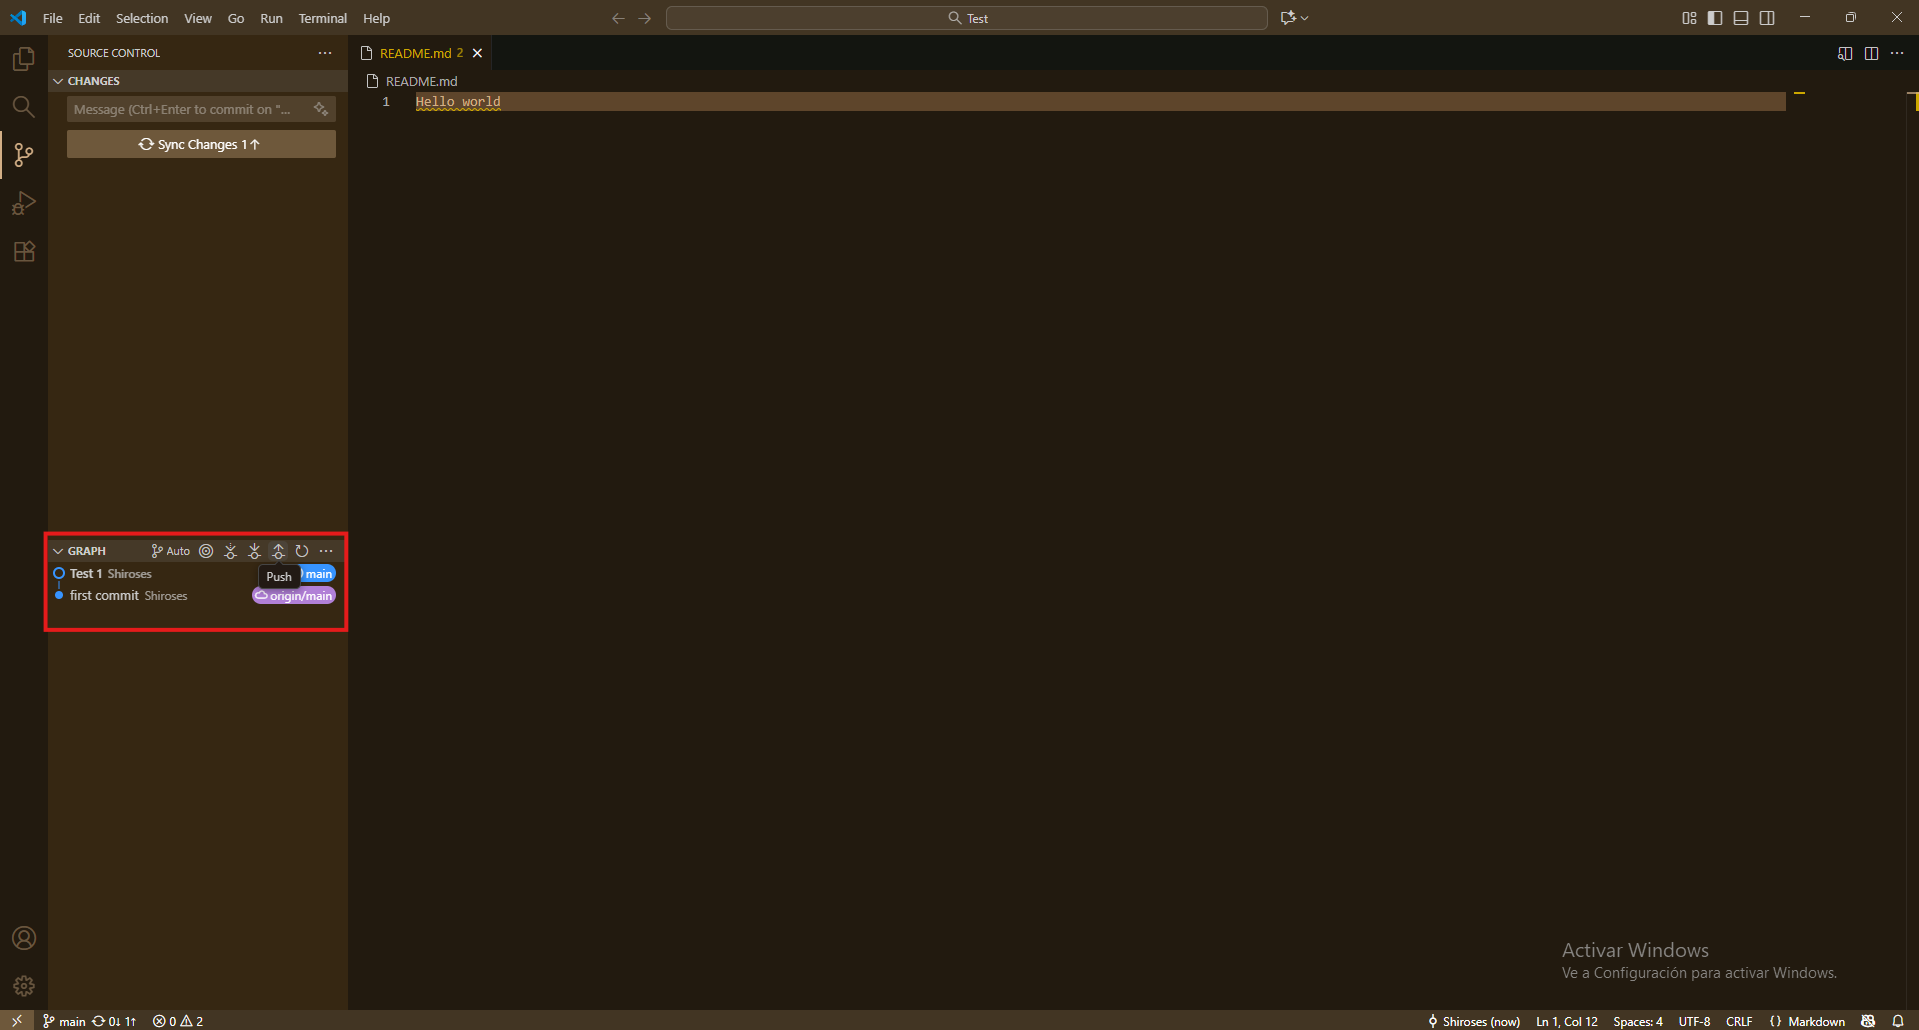 File Edit Selection View Go Run Terminal Help
Test
SOURCE CONTROL
README.md 2
CHANGES
README.md
Message (Ctrl+Enter to commit on "...
1 Hello world
Sync Changes 1↑
GRAPH Auto
Test 1 Shiroses main
Push
first commit Shiroses origin/main
Activar Windows
Ve a Configuración para activar Windows.
main 0↓ 1↑ 0 2
Shiroses (now) Ln 1, Col 12 Spaces: 4 UTF-8 CRLF {} Markdown